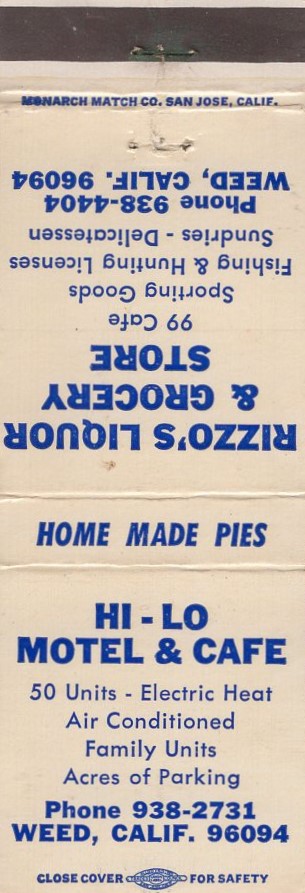 MONARCH MATCH CO. SAN JOSE, CALIF.
RIZZO'S LIQUOR
& GROCERY
STORE
99 Cafe
Sporting Goods
Fishing & Hunting Licenses
Sundries - Delicatessen
Phone 938-4404
WEED, CALIF. 96094
HOME MADE PIES
HI - LO
MOTEL & CAFE
50 Units - Electric Heat
Air Conditioned
Family Units
Acres of Parking
Phone 938-2731
WEED, CALIF. 96094
CLOSE COVER FOR SAFETY